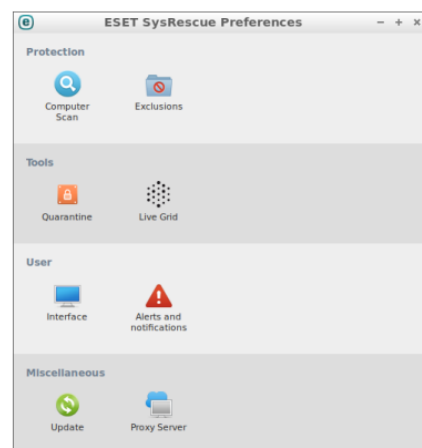 ESET SysRescue Preferences
Protection
Computer Scan
Exclusions
Tools
Quarantine
Live Grid
User
Interface
Alerts and notifications
Miscellaneous
Update
Proxy Server